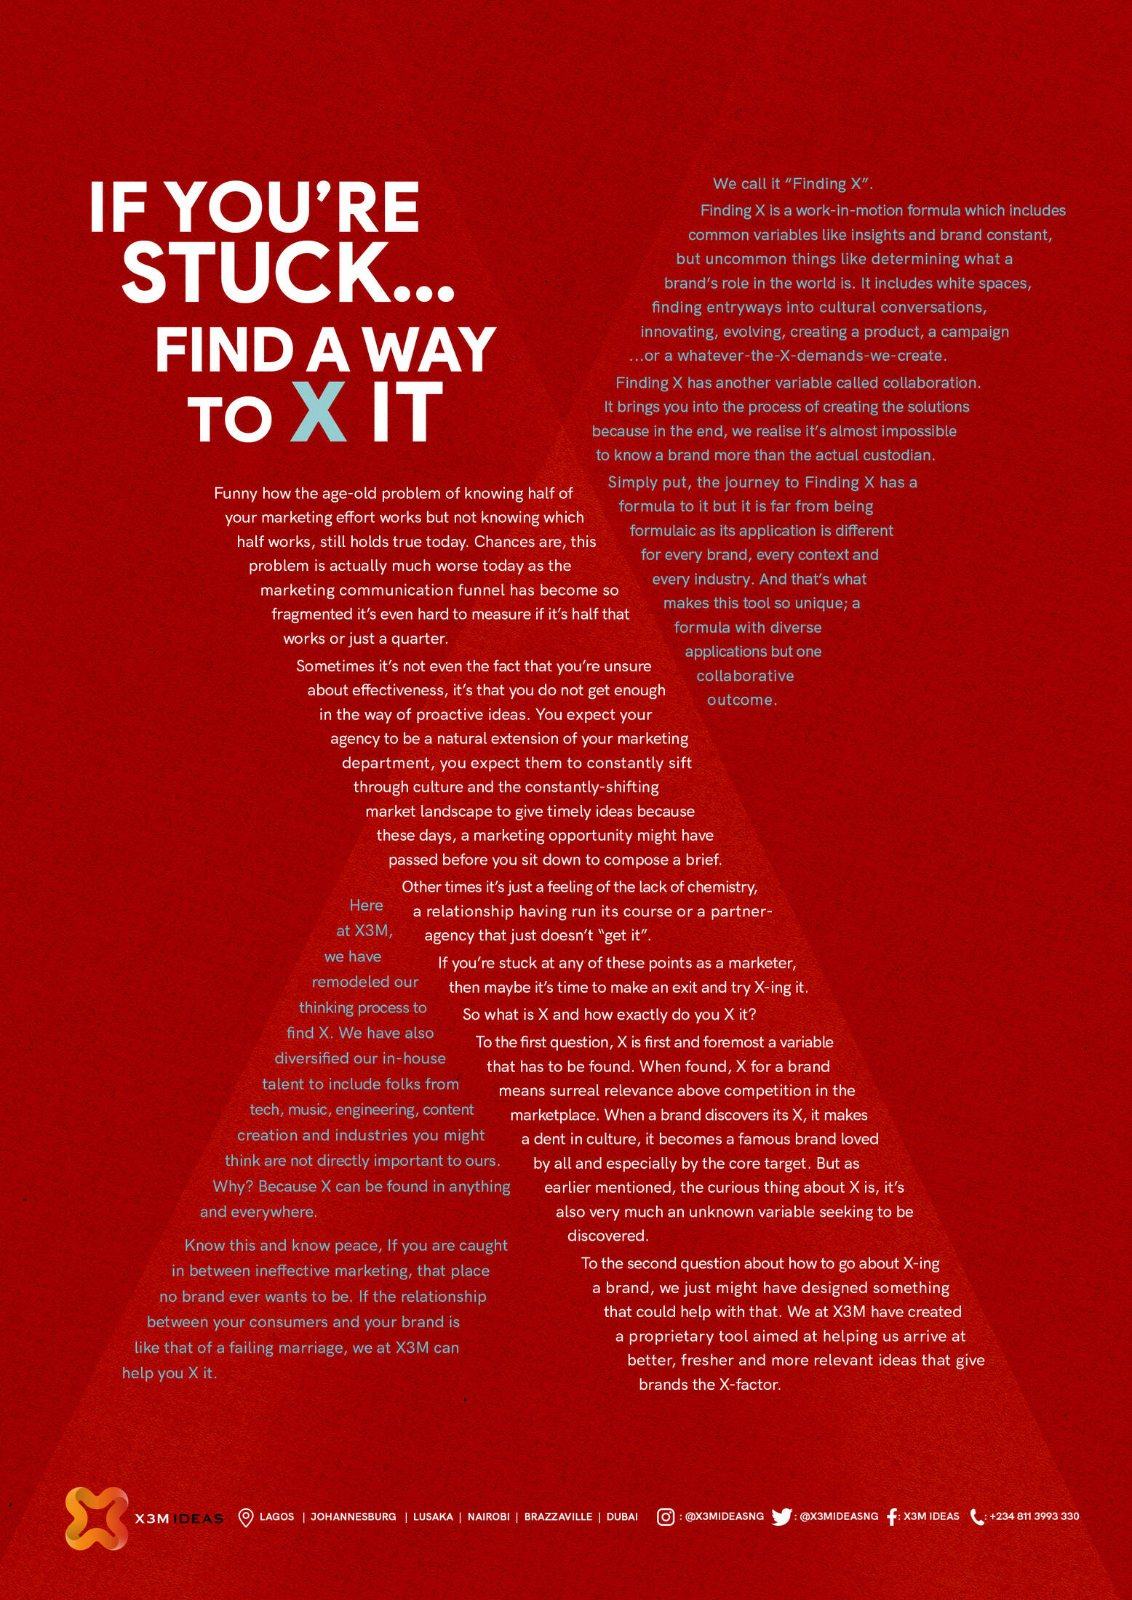 IF YOU'RE
STUCK...
FIND A WAY
TO X IT
Funny how the age-old problem of knowing half of
your marketing effort works but not knowing which
half works, still holds true today. Chances are, this
problem is actually much worse today as the
marketing communication funnel has become so
fragmented it's even hard to measure if it's half that
works or just a quarter.
Sometimes it's not even the fact that you're unsure
about effectiveness, it's that you do not get enough
in the way of proactive ideas. You expect your
agency to be a natural extension of your marketing
department, you expect them to constantly sift
through culture and the constantly-shifting
market landscape to give timely ideas because
these days, a marketing opportunity might have
passed before you sit down to compose a brief.
Other times it's just a feeling of the lack of chemistry,
a relationship having run its course or a partner-
agency that just doesn't “get it”.
If you're stuck at any of these points as a marketer,
then maybe it's time to make an exit and try X-ing it.
So what is X and how exactly do you X it?
To the first question, X is first and foremost a variable
that has to be found. When found, X for a brand
means surreal relevance above competition in the
marketplace. When a brand discovers its X, it makes
a dent in culture, it becomes a famous brand loved
by all and especially by the core target. But as
earlier mentioned, the curious thing about X is, it's
also very much an unknown variable seeking to be
discovered.
To the second question about how to go about X-ing
a brand, we just might have designed something
that could help with that. We at X3M have created
a proprietary tool aimed at helping us arrive at
better, fresher and more relevant ideas that give
brands the X-factor.
We call it “Finding X”.
Finding X is a work-in-motion formula which includes
common variables like insights and brand constant,
but uncommon things like determining what a
brand's role in the world is. It includes white spaces,
finding entryways into cultural conversations,
innovating, evolving, creating a product, a campaign
...or a whatever-the-X-demands-we-create.
Finding X has another variable called collaboration.
It brings you into the process of creating the solutions
because in the end, we realise it's almost impossible
to know a brand more than the actual custodian.
Simply put, the journey to Finding X has a
formula to it but it is far from being
formulaic as its application is different
for every brand, every context and
every industry. And that's what
makes this tool so unique; a
formula with diverse
applications but one
collaborative
outcome.
Here
at X3M,
we have
remodeled our
thinking process to
find X. We have also
diversified our in-house
talent to include folks from
tech, music, engineering, content
creation and industries you might
think are not directly important to ours.
Why? Because X can be found in anything
and everywhere.
Know this and know peace, If you are caught
in between ineffective marketing, that place
no brand ever wants to be. If the relationship
between your consumers and your brand is
like that of a failing marriage, we at X3M can
help you X it.
X3M IDEAS LAGOS | JOHANNESBURG | LUSAKA | NAIROBI | BRAZZAVILLE | DUBAI : @X3MIDEASNG : @X3MIDEASNG : X3M IDEAS : +234 811 3993 330